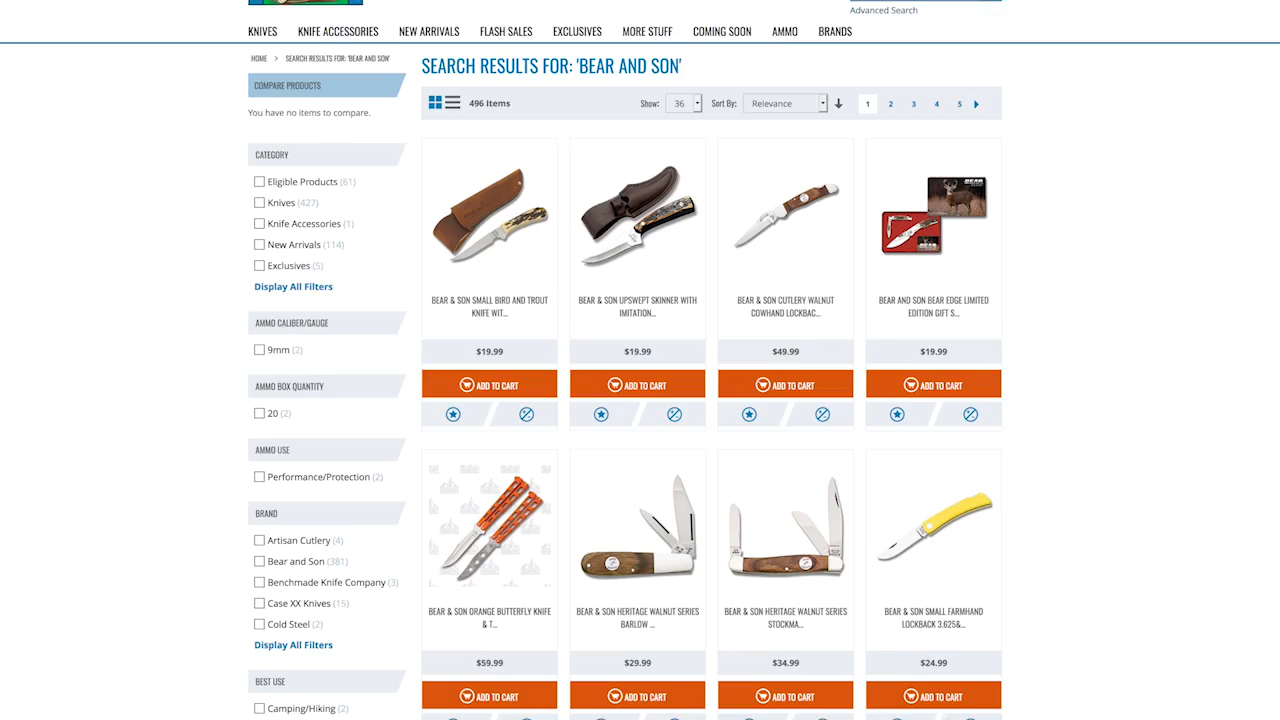 Advanced Search
KNIVES KNIFE ACCESSORIES NEW ARRIVALS FLASH SALES EXCLUSIVES MORE STUFF COMING SOON AMMO BRANDS
HOME > SEARCH RESULTS FOR: 'BEAR AND SON'
SEARCH RESULTS FOR: 'BEAR AND SON'
COMPARE PRODUCTS
You have no items to compare.
496 Items
Show: 36 Sort By: Relevance 1 2 3 4 5
CATEGORY
Eligible Products (61)
Knives (427)
Knife Accessories (1)
New Arrivals (114)
Exclusives (5)
Display All Filters
AMMO CALIBER/GAUGE
9mm (2)
AMMO BOX QUANTITY
20 (2)
AMMO USE
Performance/Protection (2)
BRAND
Artisan Cutlery (4)
Bear and Son (381)
Benchmade Knife Company (3)
Case XX Knives (15)
Cold Steel (2)
Display All Filters
BEST USE
Camping/Hiking (2)
BEAR & SON SMALL BIRD AND TROUT
KNIFE WIT...
$19.99
ADD TO CART
BEAR & SON UPSWEPT SKINNER WITH
IMITATION...
$19.99
ADD TO CART
BEAR & SON CUTLERY WALNUT
COWHAND LOCKBAC...
$49.99
ADD TO CART
BEAR
BEAR AND SON BEAR EDGE LIMITED
EDITION GIFT S...
$19.99
ADD TO CART
BEAR & SON ORANGE BUTTERFLY KNIFE
& T...
$59.99
ADD TO CART
BEAR & SON HERITAGE WALNUT SERIES
BARLOW ...
$29.99
ADD TO CART
BEAR & SON HERITAGE WALNUT SERIES
STOCKMA...
$34.99
ADD TO CART
BEAR & SON SMALL FARMHAND
LOCKBACK 3.625&...
$24.99
ADD TO CART